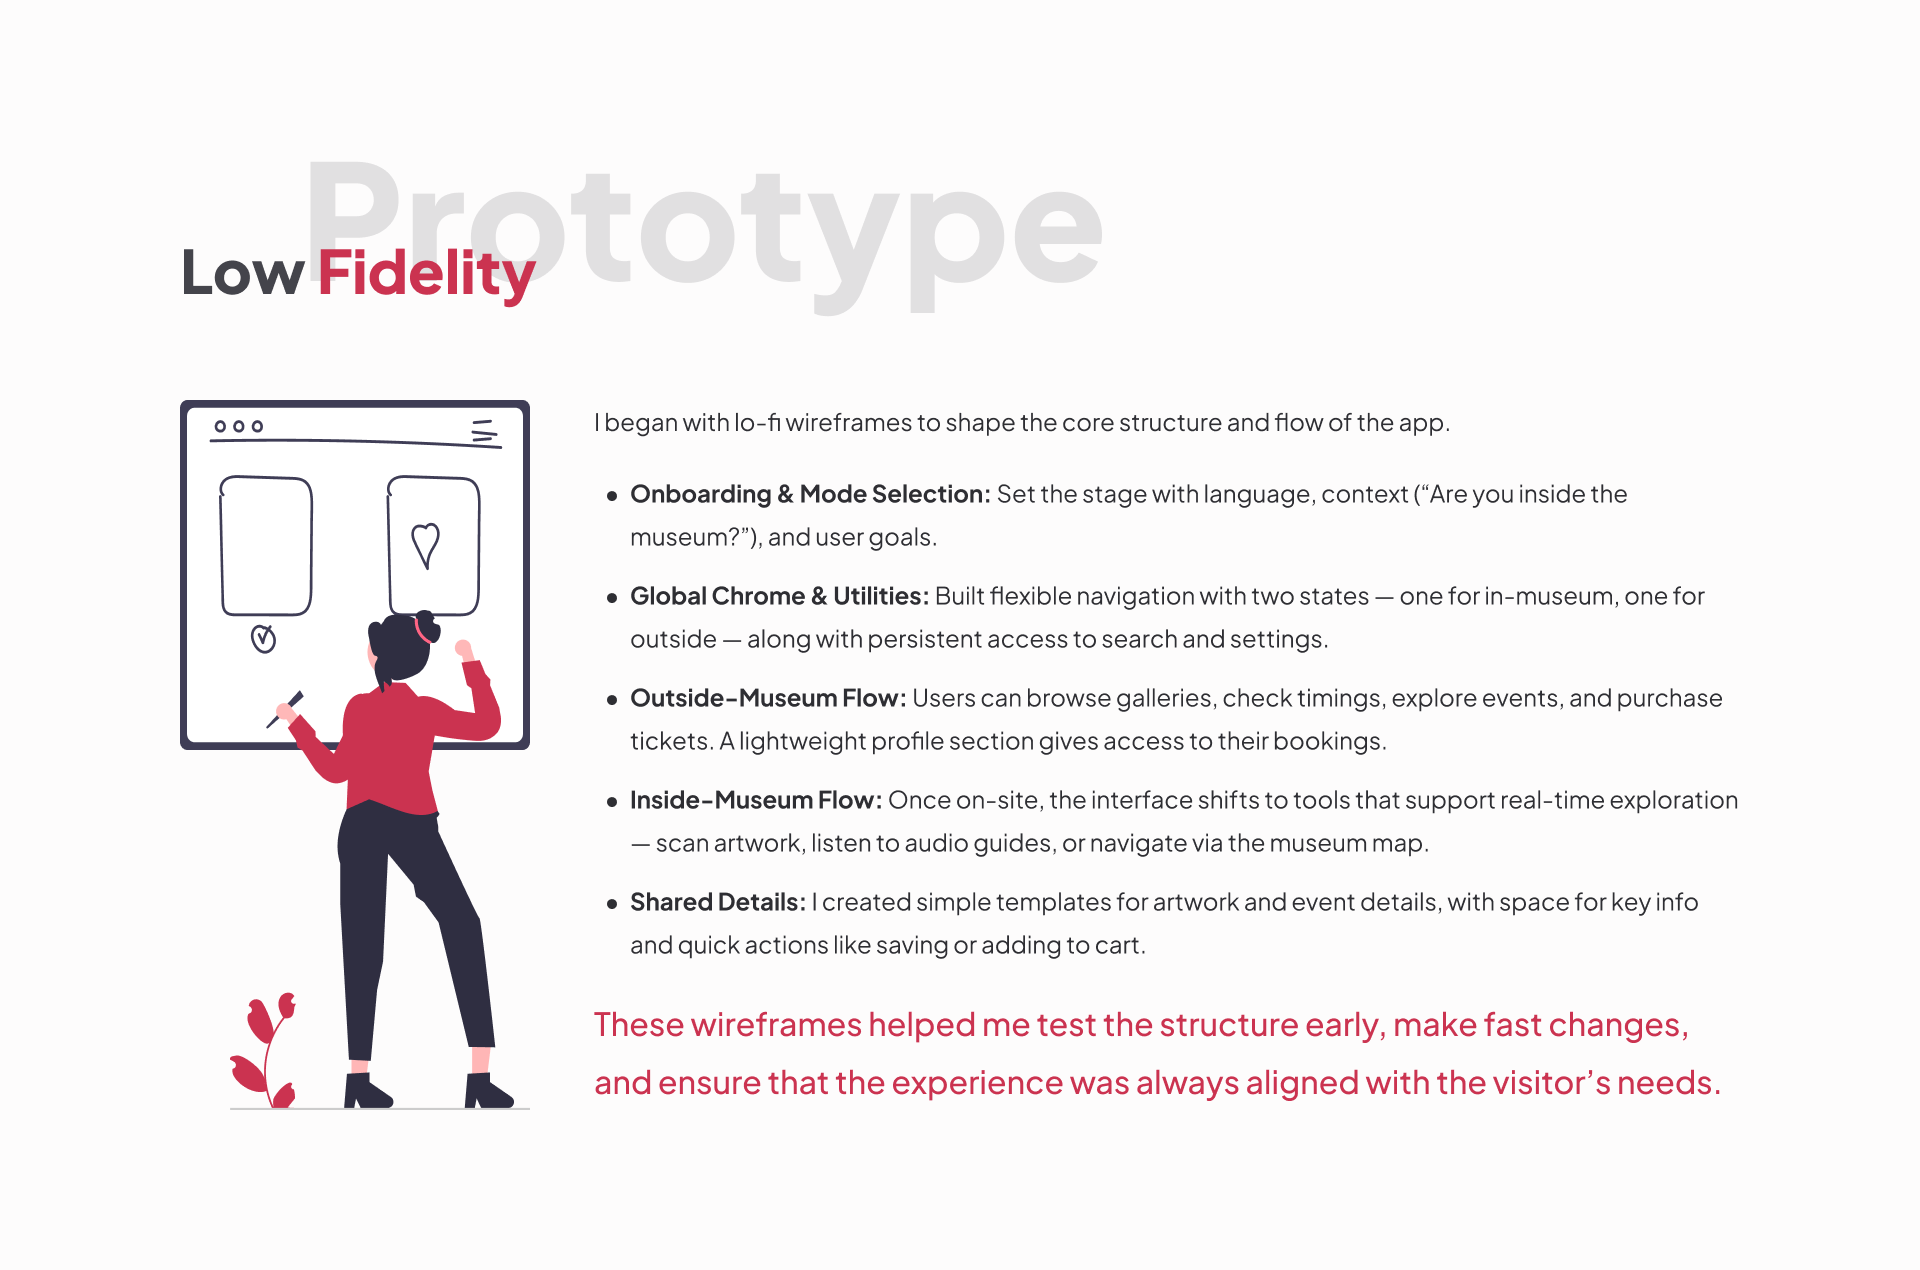 Prototype
Low Fidelity
I began with lo-fi wireframes to shape the core structure and flow of the app.
• Onboarding & Mode Selection: Set the stage with language, context (“Are you inside the
museum?”), and user goals.
• Global Chrome & Utilities: Built flexible navigation with two states — one for in-museum, one for
outside — along with persistent access to search and settings.
• Outside-Museum Flow: Users can browse galleries, check timings, explore events, and purchase
tickets. A lightweight profile section gives access to their bookings.
• Inside-Museum Flow: Once on-site, the interface shifts to tools that support real-time exploration
— scan artwork, listen to audio guides, or navigate via the museum map.
• Shared Details: I created simple templates for artwork and event details, with space for key info
and quick actions like saving or adding to cart.
These wireframes helped me test the structure early, make fast changes,
and ensure that the experience was always aligned with the visitor’s needs.